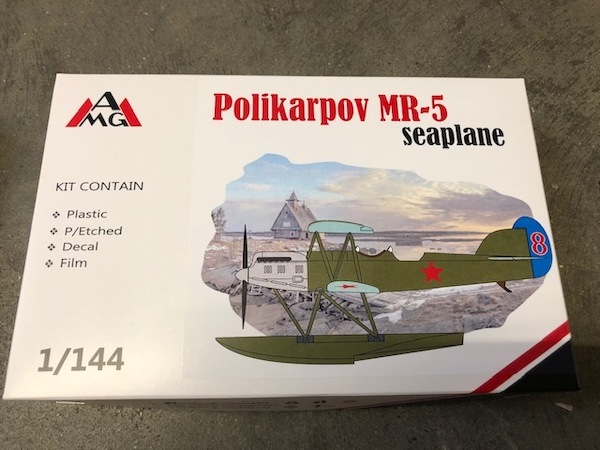 AMG
Polikarpov MR-5
seaplane
KIT CONTAIN
❖ Plastic
❖ P/Etched
❖ Decal
❖ Film
8
1/144